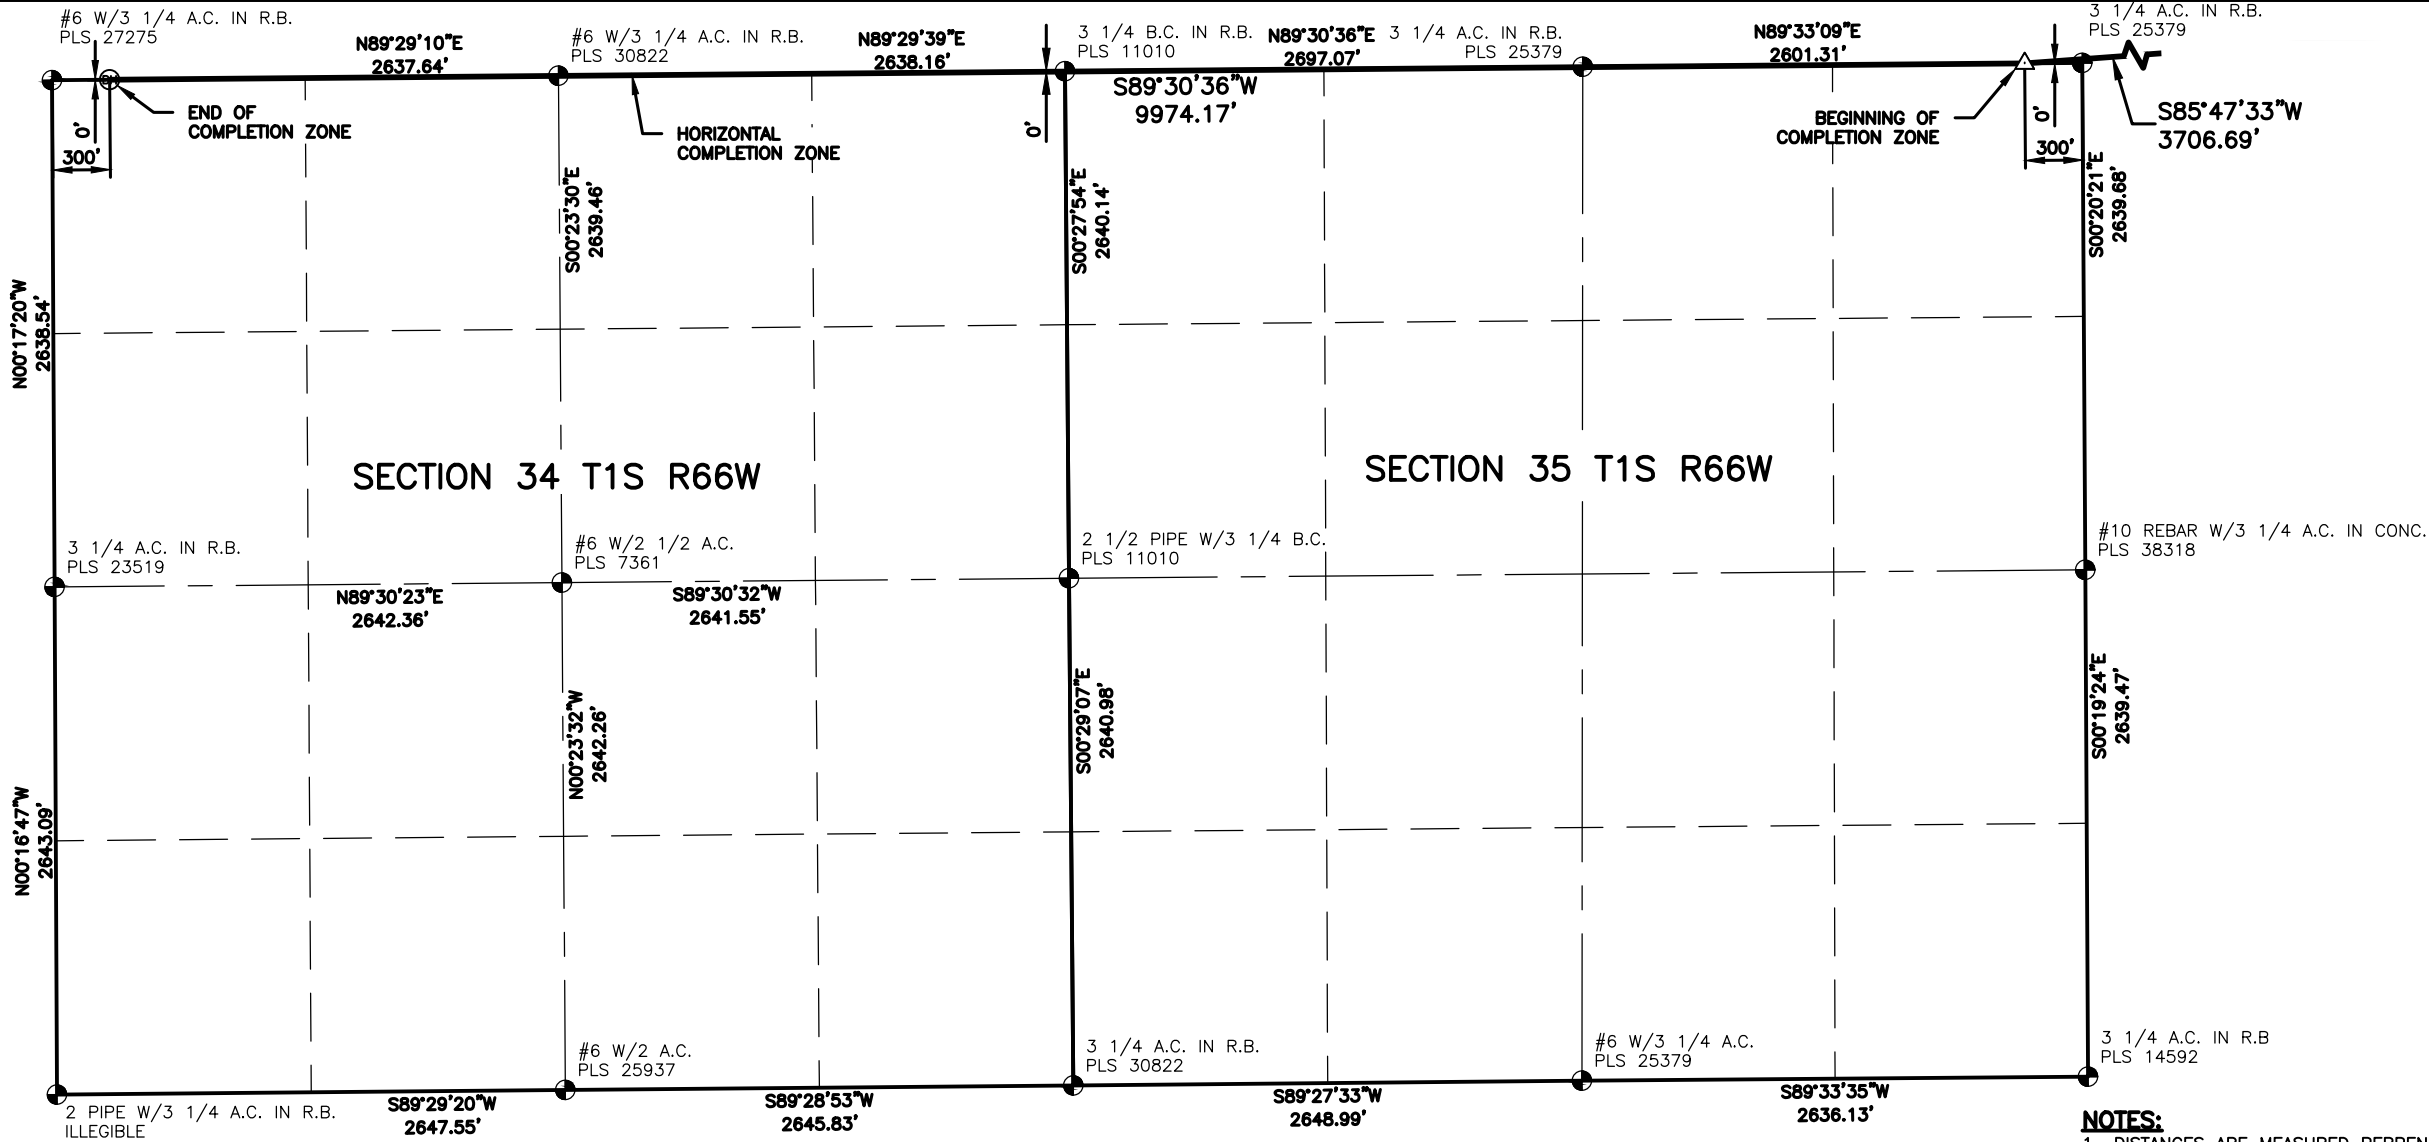 #6 W/3 1/4 A.C. IN R.B.
PLS 27275
N89°29'10"E
2637.64'
#6 W/3 1/4 A.C. IN R.B.
PLS 30822
N89°29'39"E
2638.16'
3 1/4 B.C. IN R.B.
PLS 11010
N89°30'36"E
2697.07'
3 1/4 A.C. IN R.B.
PLS 25379
N89°33'09"E
2601.31'
3 1/4 A.C. IN R.B.
PLS 25379
S89°30'36"W
9974.17'
END OF
COMPLETION ZONE
0'
300'
HORIZONTAL
COMPLETION ZONE
0'
BEGINNING OF
COMPLETION ZONE
0'
300'
S85°47'33"W
3706.69'
N00°17'20"W
2638.54'
S00°23'30"E
2639.46'
S00°27'54"E
2640.14'
S00°20'21"E
2639.68'
SECTION 34 T1S R66W
SECTION 35 T1S R66W
3 1/4 A.C. IN R.B.
PLS 23519
#6 W/2 1/2 A.C.
PLS 7361
2 1/2 PIPE W/3 1/4 B.C.
PLS 11010
#10 REBAR W/3 1/4 A.C. IN CONC.
PLS 38318
N89°30'23"E
2642.36'
S89°30'32"W
2641.55'
N00°16'47"W
2643.09'
N00°23'32"W
2642.26'
S00°29'07"E
2640.98'
S00°19'24"E
2639.47'
2 PIPE W/3 1/4 A.C. IN R.B.
ILLEGIBLE
S89°29'20"W
2647.55'
#6 W/2 A.C.
PLS 25937
S89°28'53"W
2645.83'
3 1/4 A.C. IN R.B.
PLS 30822
S89°27'33"W
2648.99'
#6 W/3 1/4 A.C.
PLS 25379
S89°33'35"W
2636.13'
3 1/4 A.C. IN R.B
PLS 14592
NOTES:
1. DISTANCES ARE MEASURED